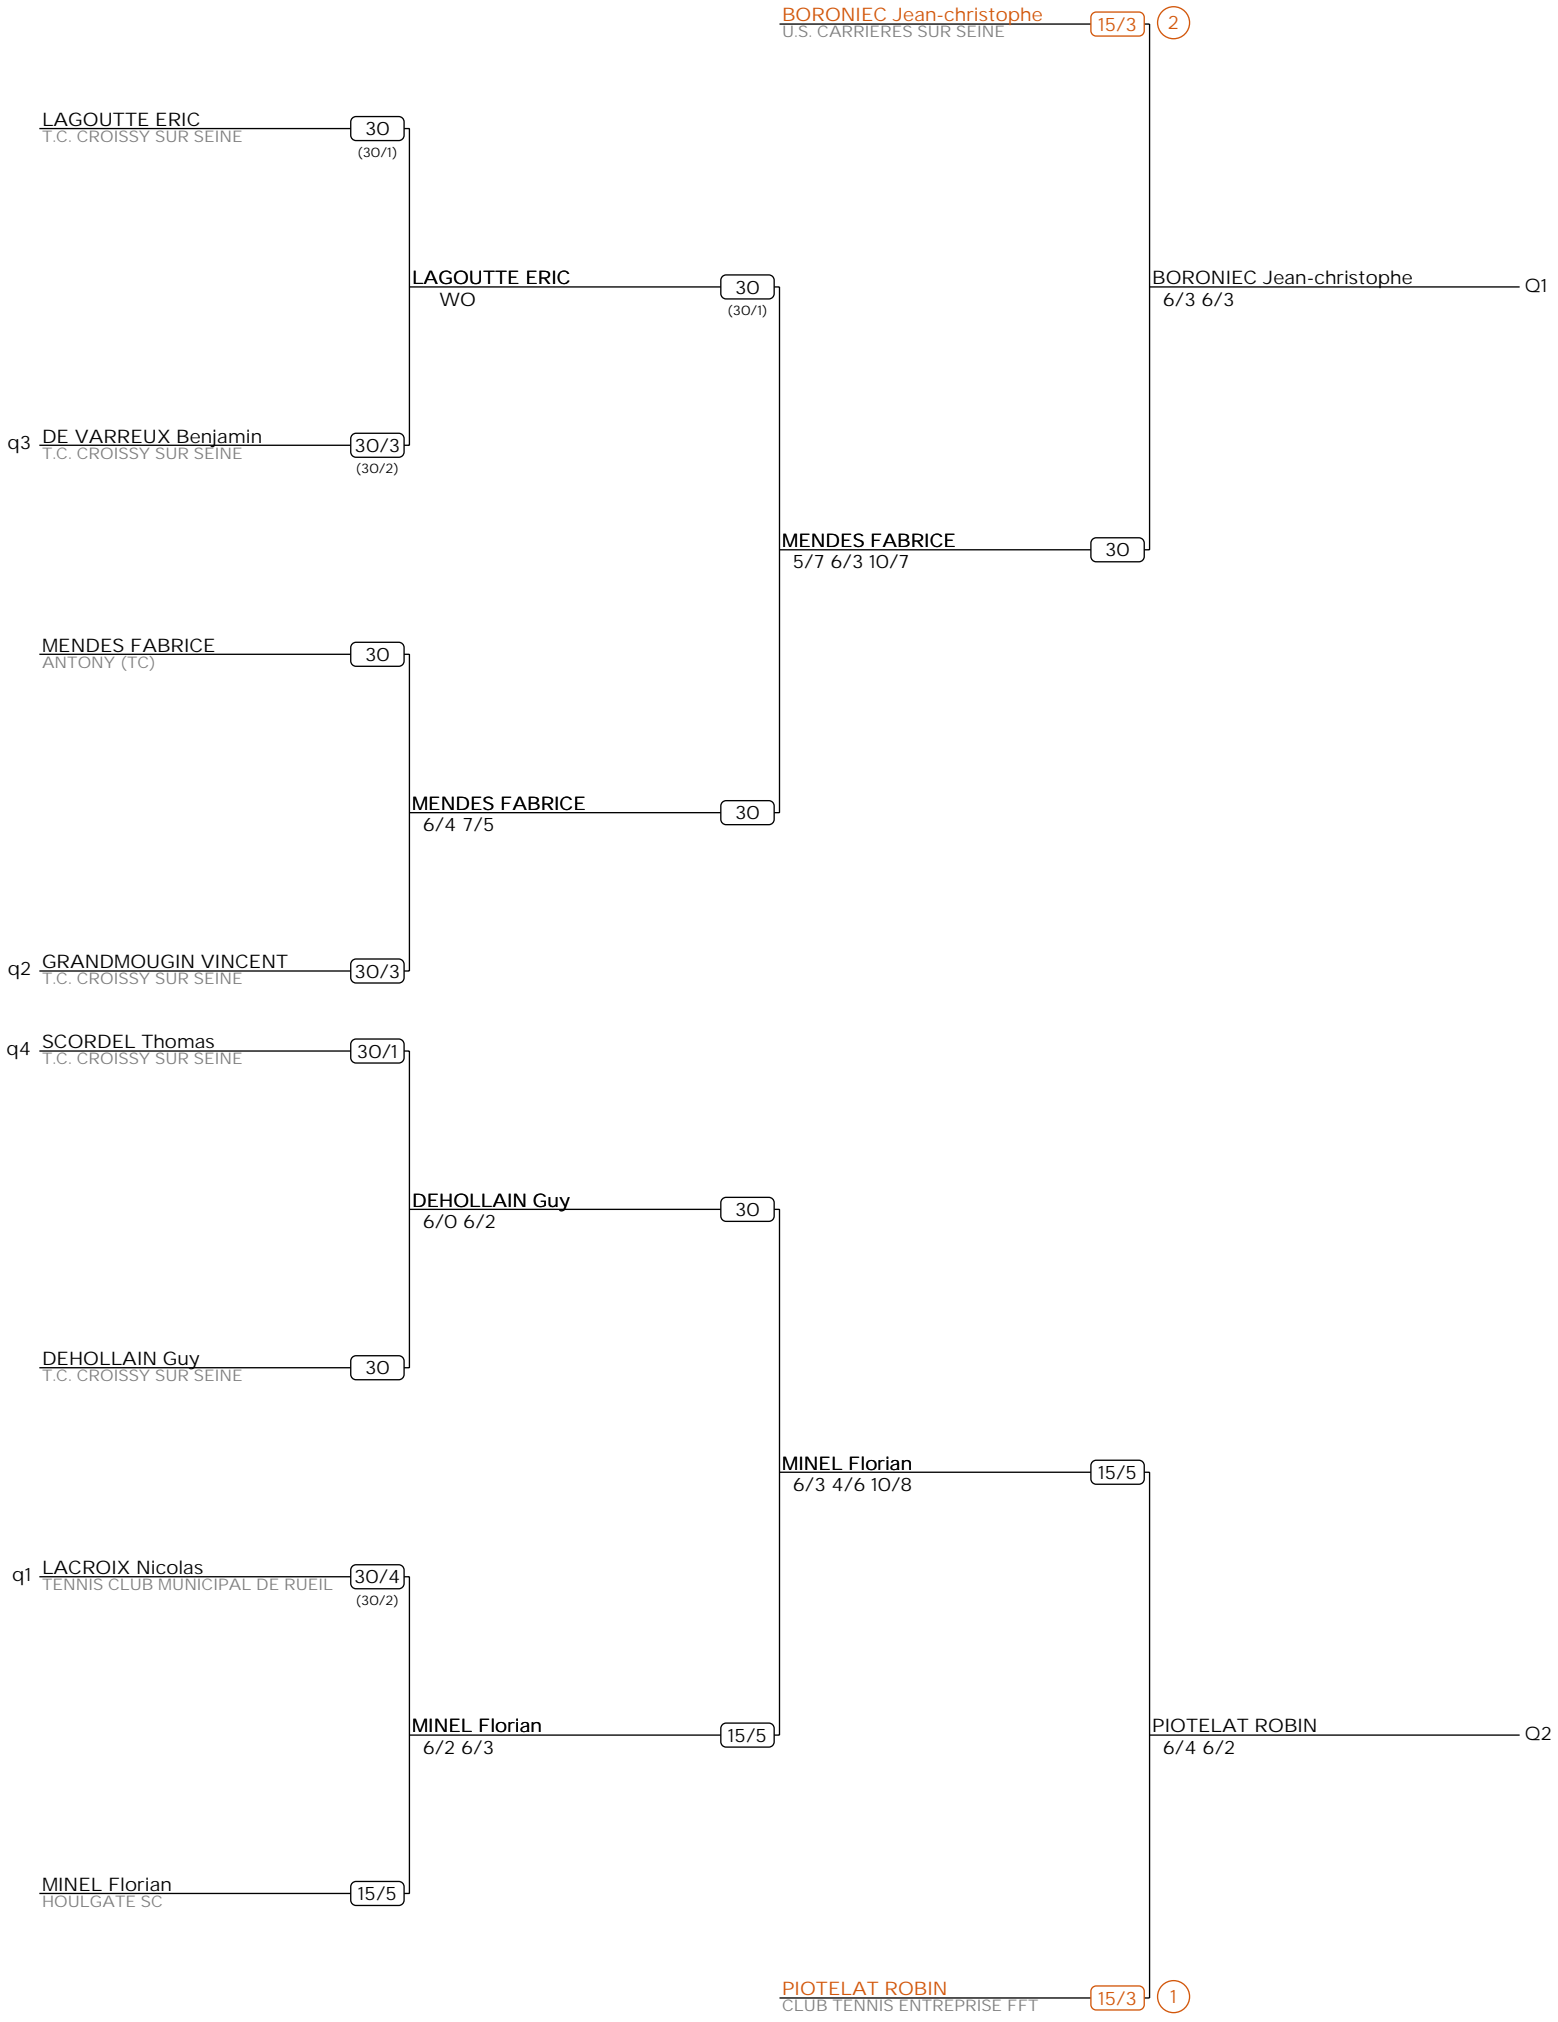 BORONIEC Jean-christophe
15/3 2
U.S. CARRIERES SUR SEINE
LAGOUTTE ERIC
30
T.C. CROISSY SUR SEINE
(30/1)
LAGOUTTE ERIC
30
WO
(30/1)
BORONIEC Jean-christophe
Q1
6/3 6/3
q3 DE VARREUX Benjamin
30/3
T.C. CROISSY SUR SEINE
(30/2)
MENDES FABRICE
30
5/7 6/3 10/7
MENDES FABRICE
30
ANTONY (TC)
MENDES FABRICE
30
6/4 7/5
q2 GRANDMOUGIN VINCENT
30/3
T.C. CROISSY SUR SEINE
q4 SCORDEL Thomas
30/1
T.C. CROISSY SUR SEINE
DEHOLLAIN Guy
30
6/0 6/2
DEHOLLAIN Guy
30
T.C. CROISSY SUR SEINE
MINEL Florian
15/5
6/3 4/6 10/8
q1 LACROIX Nicolas
30/4
TENNIS CLUB MUNICIPAL DE RUEIL
(30/2)
MINEL Florian
15/5
6/2 6/3
PIOTELAT ROBIN
Q2
6/4 6/2
MINEL Florian
15/5
HOULGATE SC
PIOTELAT ROBIN
15/3 1
CLUB TENNIS ENTREPRISE FFT